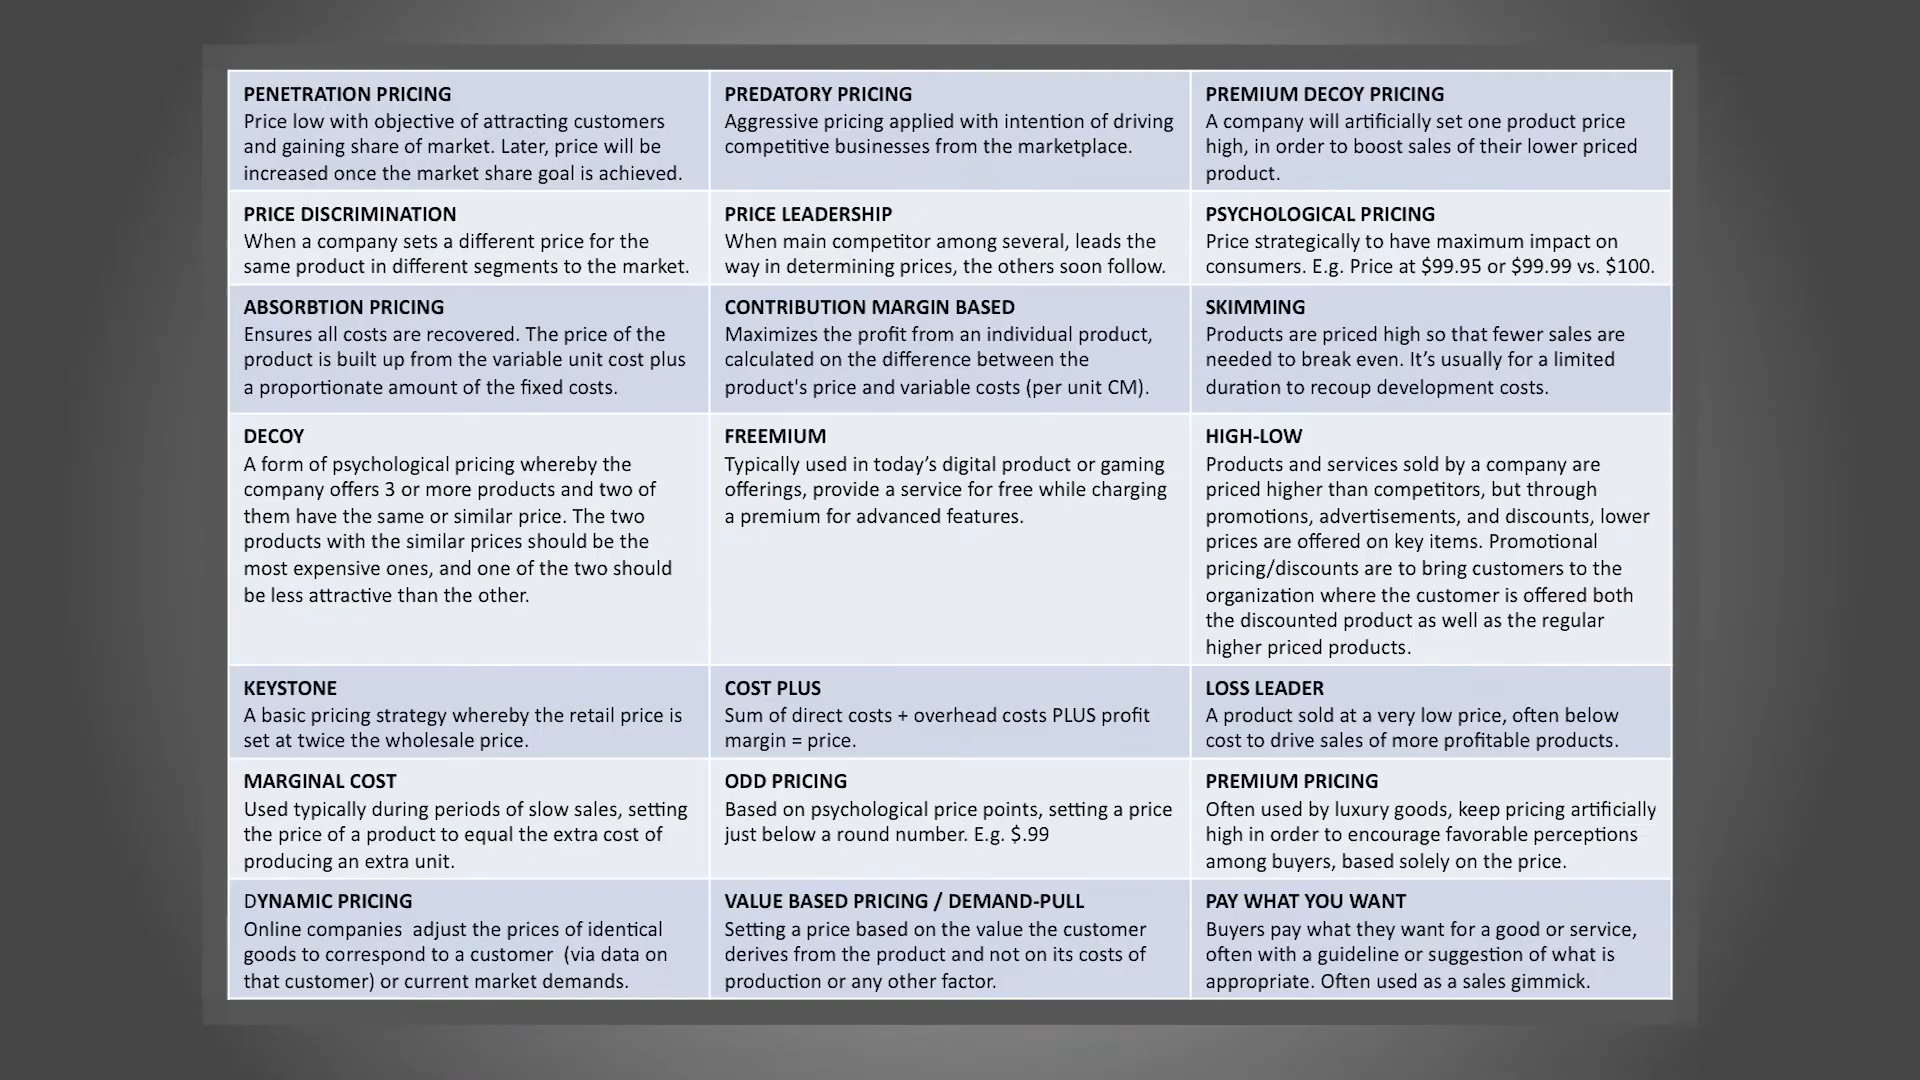 PENETRATION PRICING
Price low with objective of attracting customers
and gaining share of market. Later, price will be
increased once the market share goal is achieved.
PREDATORY PRICING
Aggressive pricing applied with intention of driving
competitive businesses from the marketplace.
PREMIUM DECOY PRICING
A company will artificially set one product price
high, in order to boost sales of their lower priced
product.
PRICE DISCRIMINATION
When a company sets a different price for the
same product in different segments to the market.
PRICE LEADERSHIP
When main competitor among several, leads the
way in determining prices, the others soon follow.
PSYCHOLOGICAL PRICING
Price strategically to have maximum impact on
consumers. E.g. Price at $99.95 or $99.99 vs. $100.
ABSORBTION PRICING
Ensures all costs are recovered. The price of the
product is built up from the variable unit cost plus
a proportionate amount of the fixed costs.
CONTRIBUTION MARGIN BASED
Maximizes the profit from an individual product,
calculated on the difference between the
product's price and variable costs (per unit CM).
SKIMMING
Products are priced high so that fewer sales are
needed to break even. It’s usually for a limited
duration to recoup development costs.
DECOY
A form of psychological pricing whereby the
company offers 3 or more products and two of
them have the same or similar price. The two
products with the similar prices should be the
most expensive ones, and one of the two should
be less attractive than the other.
FREEMIUM
Typically used in today’s digital product or gaming
offerings, provide a service for free while charging
a premium for advanced features.
HIGH-LOW
Products and services sold by a company are
priced higher than competitors, but through
promotions, advertisements, and discounts, lower
prices are offered on key items. Promotional
pricing/discounts are to bring customers to the
organization where the customer is offered both
the discounted product as well as the regular
higher priced products.
KEYSTONE
A basic pricing strategy whereby the retail price is
set at twice the wholesale price.
COST PLUS
Sum of direct costs + overhead costs PLUS profit
margin = price.
LOSS LEADER
A product sold at a very low price, often below
cost to drive sales of more profitable products.
MARGINAL COST
Used typically during periods of slow sales, setting
the price of a product to equal the extra cost of
producing an extra unit.
ODD PRICING
Based on psychological price points, setting a price
just below a round number. E.g. $.99
PREMIUM PRICING
Often used by luxury goods, keep pricing artificially
high in order to encourage favorable perceptions
among buyers, based solely on the price.
DYNAMIC PRICING
Online companies  adjust the prices of identical
goods to correspond to a customer  (via data on
that customer) or current market demands.
VALUE BASED PRICING / DEMAND-PULL
Setting a price based on the value the customer
derives from the product and not on its costs of
production or any other factor.
PAY WHAT YOU WANT
Buyers pay what they want for a good or service,
often with a guideline or suggestion of what is
appropriate. Often used as a sales gimmick.